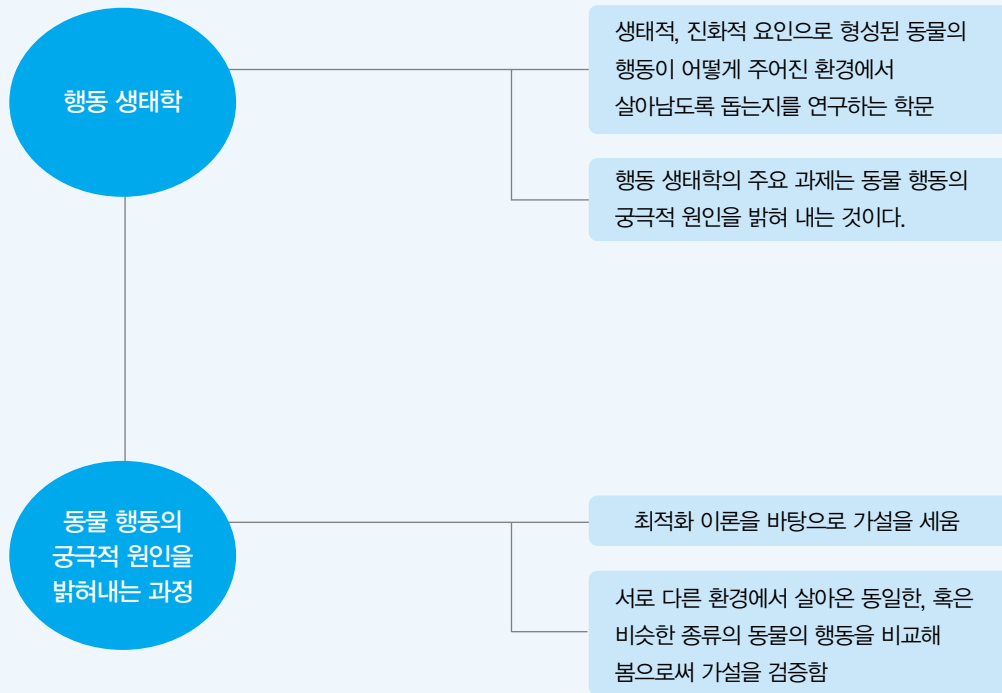 행동 생태학
생태적, 진화적 요인으로 형성된 동물의
행동이 어떻게 주어진 환경에서
살아남도록 돕는지를 연구하는 학문
행동 생태학의 주요 과제는 동물 행동의
궁극적 원인을 밝혀 내는 것이다.
동물 행동의
궁극적 원인을
밝혀내는 과정
최적화 이론을 바탕으로 가설을 세움
서로 다른 환경에서 살아온 동일한, 혹은
비슷한 종류의 동물의 행동을 비교해
봄으로써 가설을 검증함